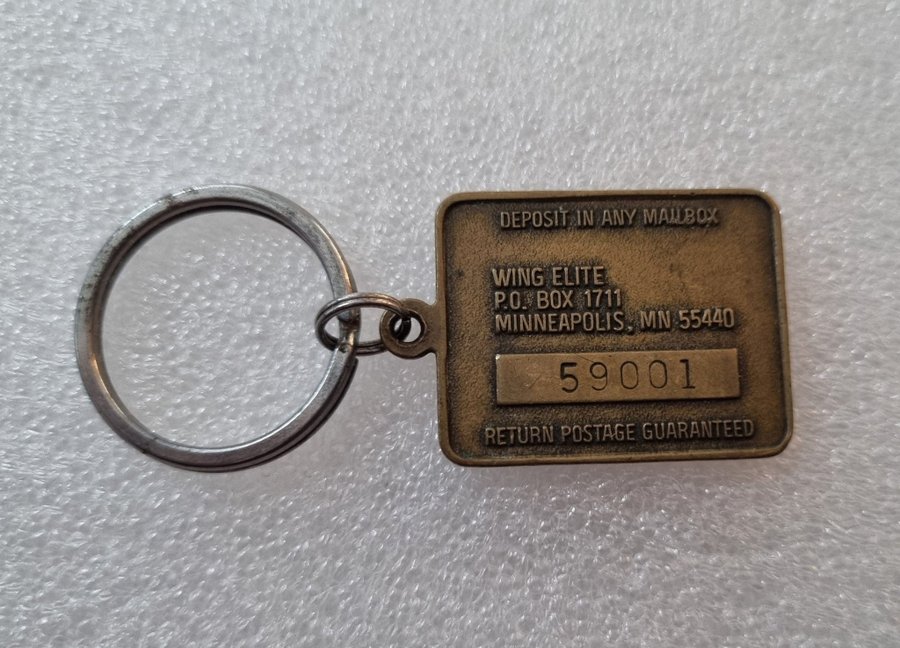 DEPOSIT IN ANY MAILBOX
WING ELITE
P.O. BOX 1711
MINNEAPOLIS, MN 55440
59001
RETURN POSTAGE GUARANTEED